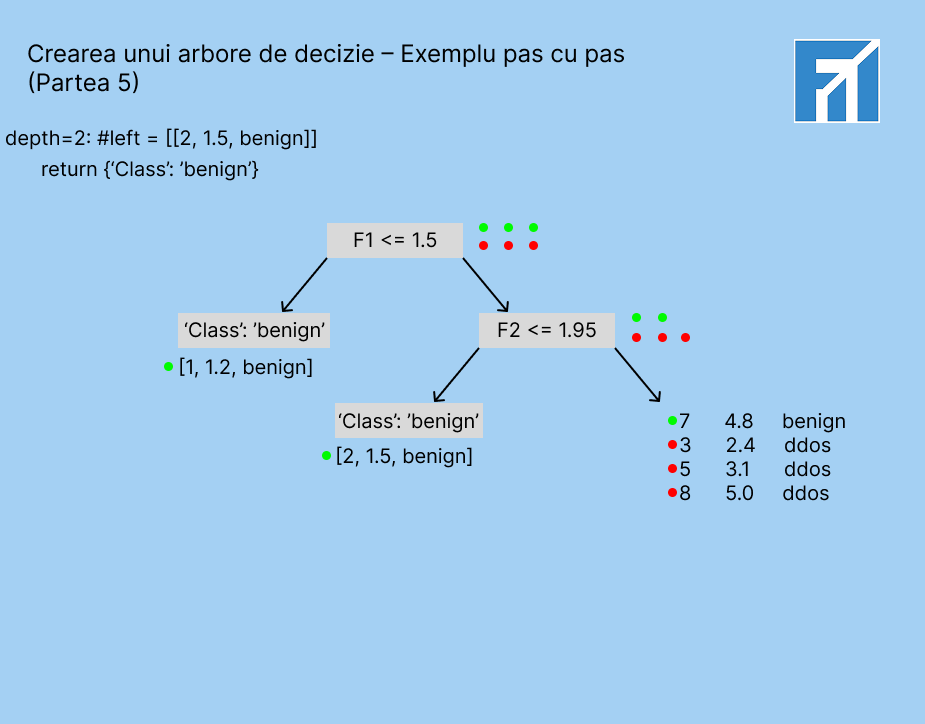 Crearea unui arbore de decizie – Exemplu pas cu pas
(Partea 5)
depth=2: #left = [[2, 1.5, benign]]
return {‘Class’: ’benign’}
F1 <= 1.5
‘Class’: ’benign’
F2 <= 1.95
[1, 1.2, benign]
‘Class’: ’benign’
[2, 1.5, benign]
7 4.8 benign
3 2.4 ddos
5 3.1 ddos
8 5.0 ddos